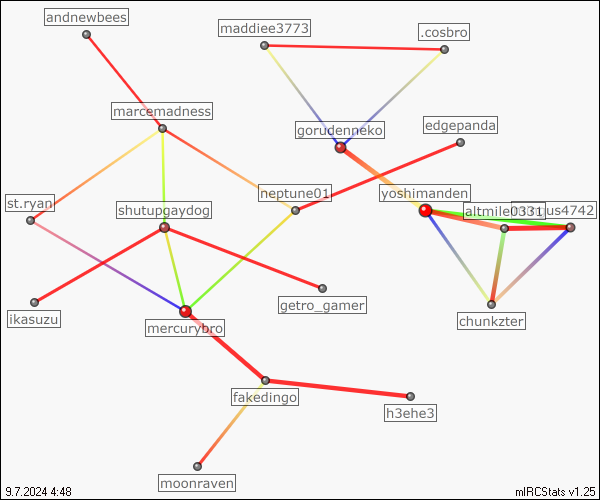 andnewbees
maddiee3773
.cosbro
marcemadness
gorudenneko
edgepanda
neptune01
yoshimanden
st.ryan
shutupgaydog
altmile0331
us4742
getro_gamer
ikasuzu
mercurybro
chunkzter
fakedingo
h3ehe3
moonraven
9.7.2024 4:48
mIRCStats v1.25